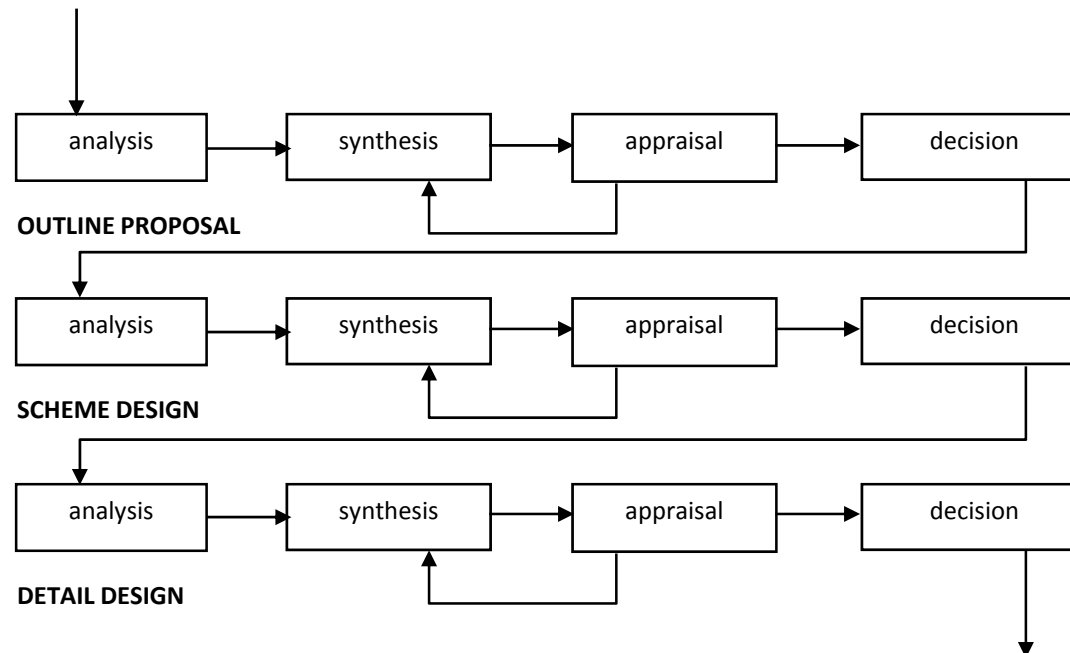 analysis synthesis appraisal decision
OUTLINE PROPOSAL
analysis synthesis appraisal decision
SCHEME DESIGN
analysis synthesis appraisal decision
DETAIL DESIGN